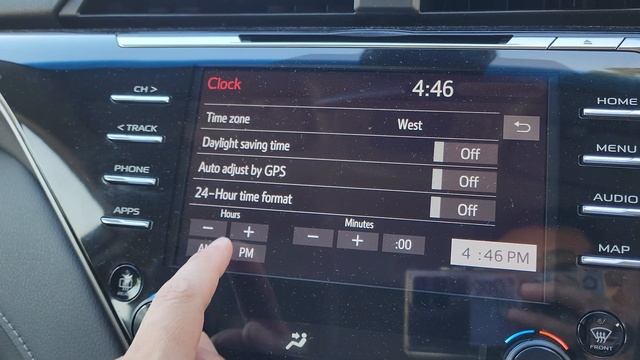 Clock 4:46
Time zone West
Daylight saving time Off
Auto adjust by GPS Off
24-Hour time format Off
Hours Minutes
− + − + :00
PM 4 :46 PM
CH >
< TRACK
PHONE
APPS
HOME
MENU
AUDIO
MAP
FRONT